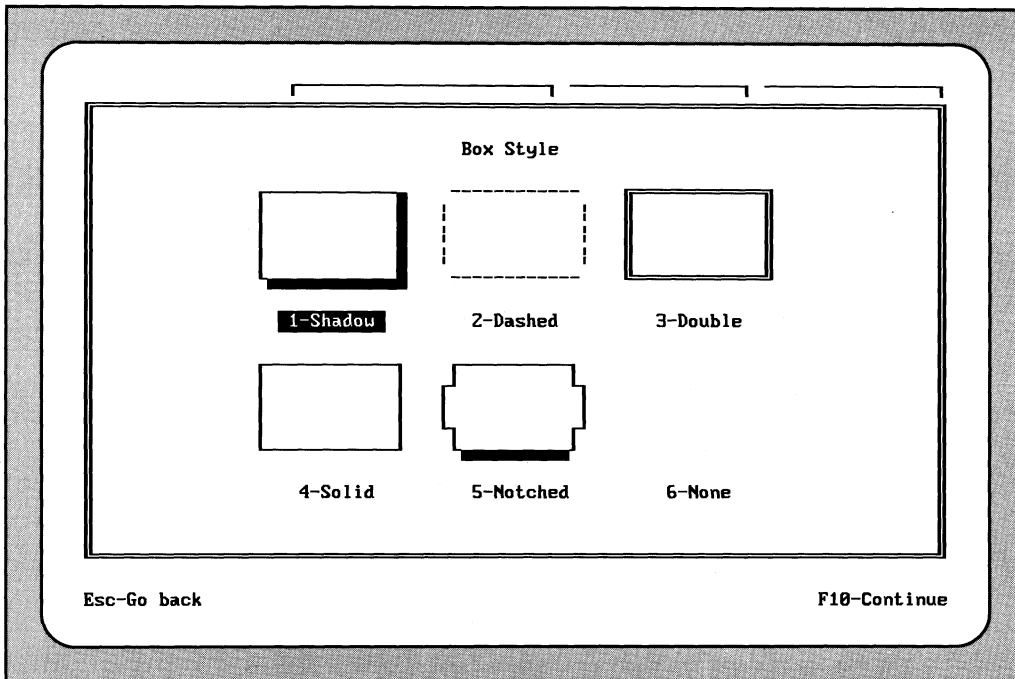 Box Style
1-Shadow 2-Dashed 3-Double
4-Solid 5-Notched 6-None
Esc-Go back F10-Continue